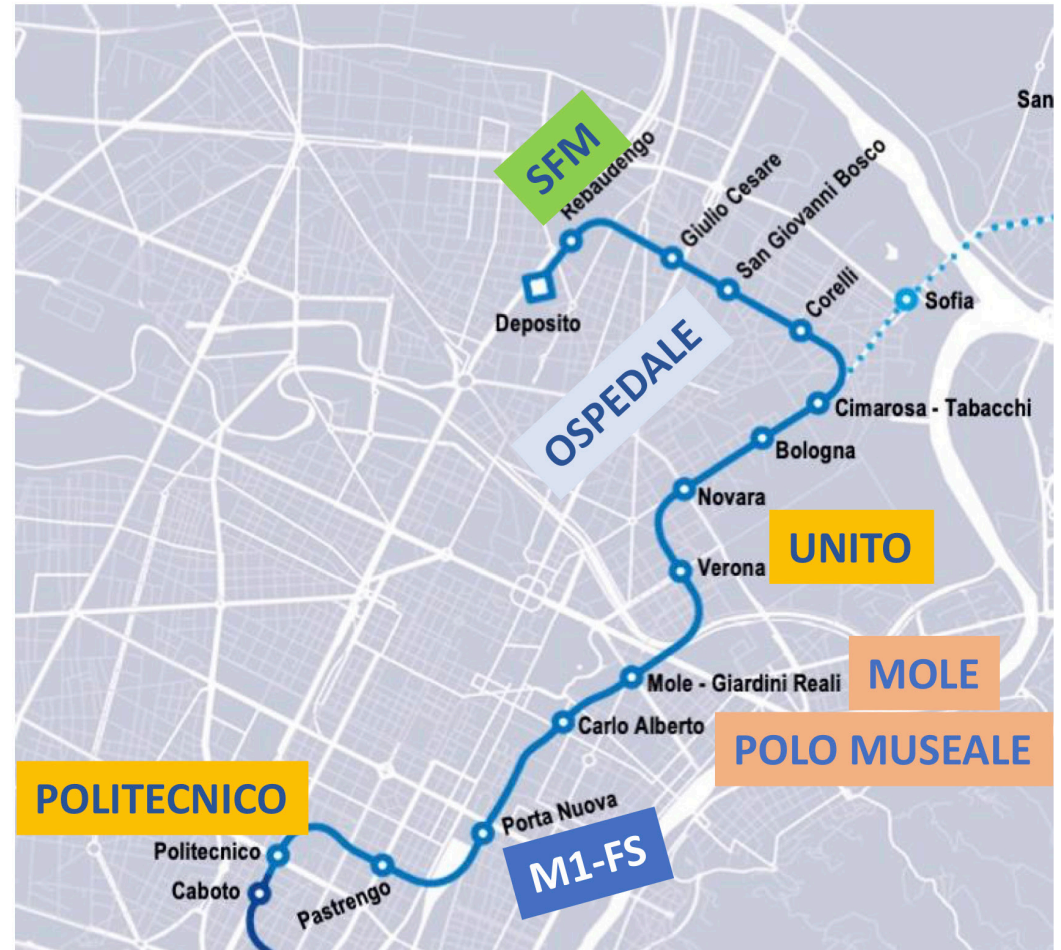 San
SFM
Rebaudengo
Giulio Cesare
San Giovanni Bosco
Deposito
Corelli
Sofia
OSPEDALE
Cimarosa - Tabacchi
Bologna
Novara
UNITO
Verona
Mole - Giardini Reali
MOLE
Carlo Alberto
POLO MUSEALE
POLITECNICO
Porta Nuova
M1-FS
Politecnico
Caboto
Pastrengo